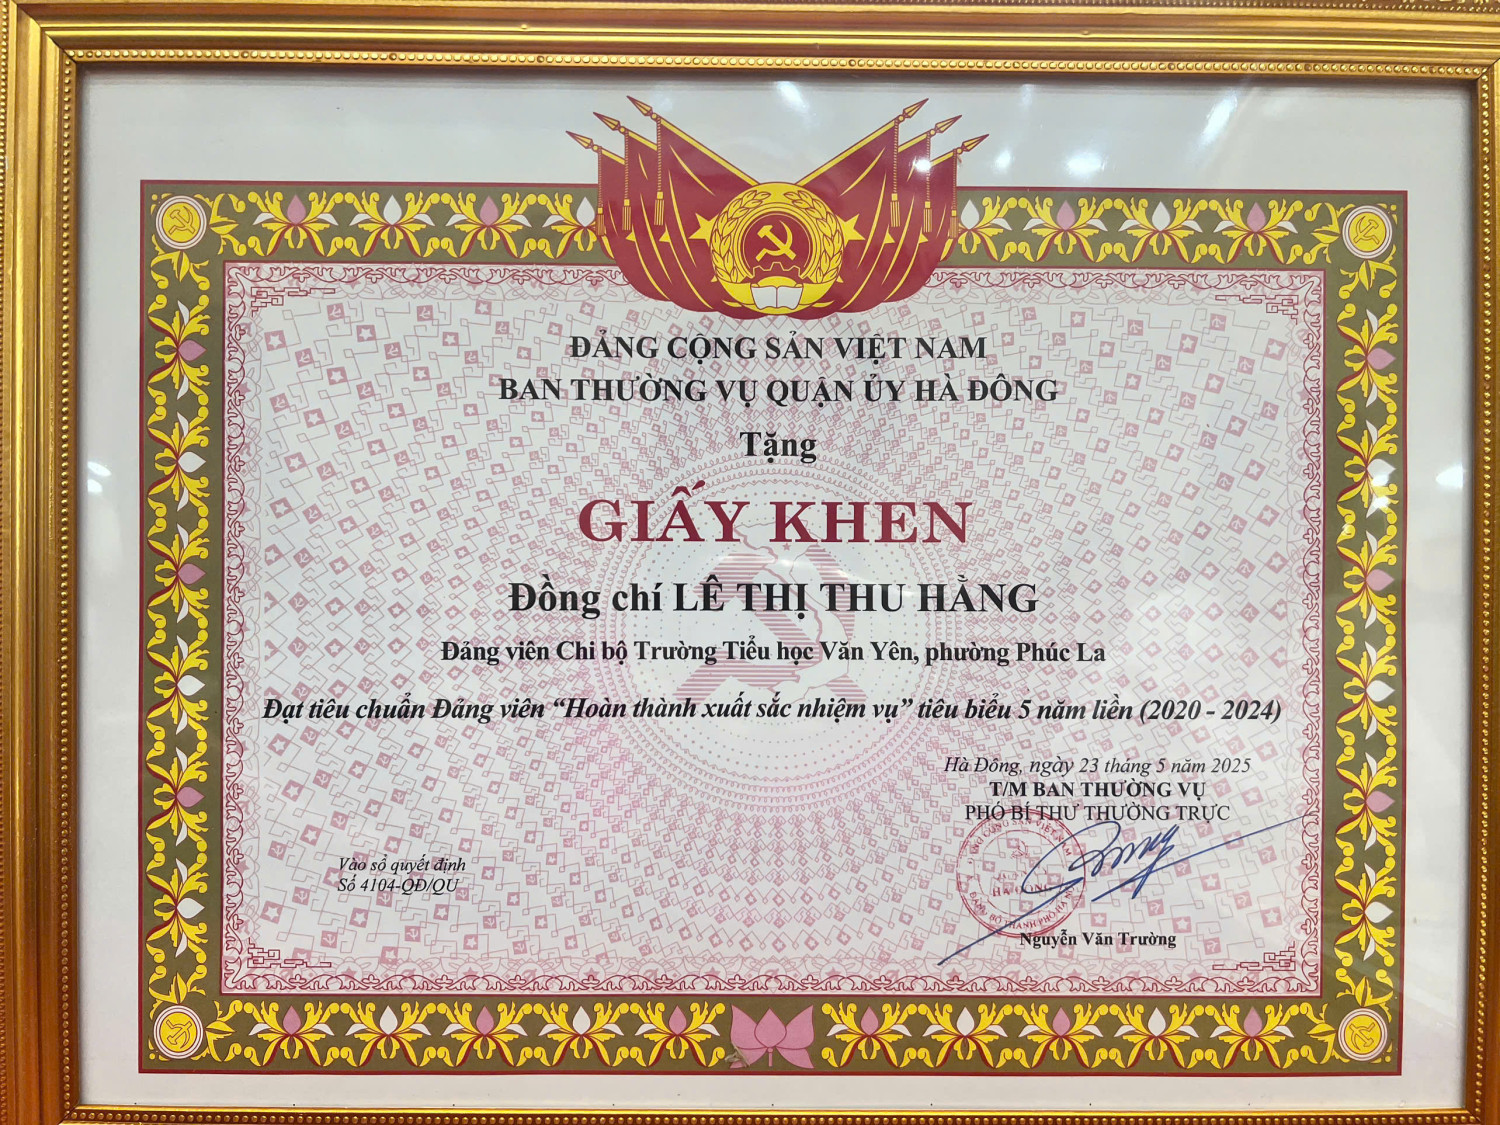 ĐẢNG CỘNG SẢN VIỆT NAM
BAN THƯỜNG VỤ QUẬN ỦY HÀ ĐÔNG
Tặng
GIẤY KHEN
Đồng chí LÊ THỊ THU HẰNG
Đảng viên Chi bộ Trường Tiểu học Văn Yên, phường Phúc La
Đạt tiêu chuẩn Đảng viên “Hoàn thành xuất sắc nhiệm vụ” tiêu biểu 5 năm liền (2020 - 2024)
Hà Đông, ngày 23 tháng 5 năm 2025
T/M BAN THƯỜNG VỤ
PHÓ BÍ THƯ THƯỜNG TRỰC
Vào sổ quyết định
Số 4104-QĐ/QU
HÀ ĐÔNG
Nguyễn Văn Trường